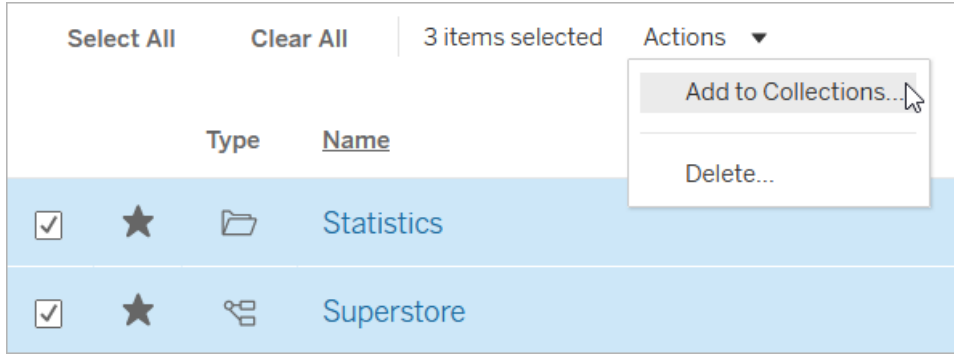 Select All Clear All 3 items selected Actions
Add to Collections...
Type Name
Delete...
Statistics
Superstore